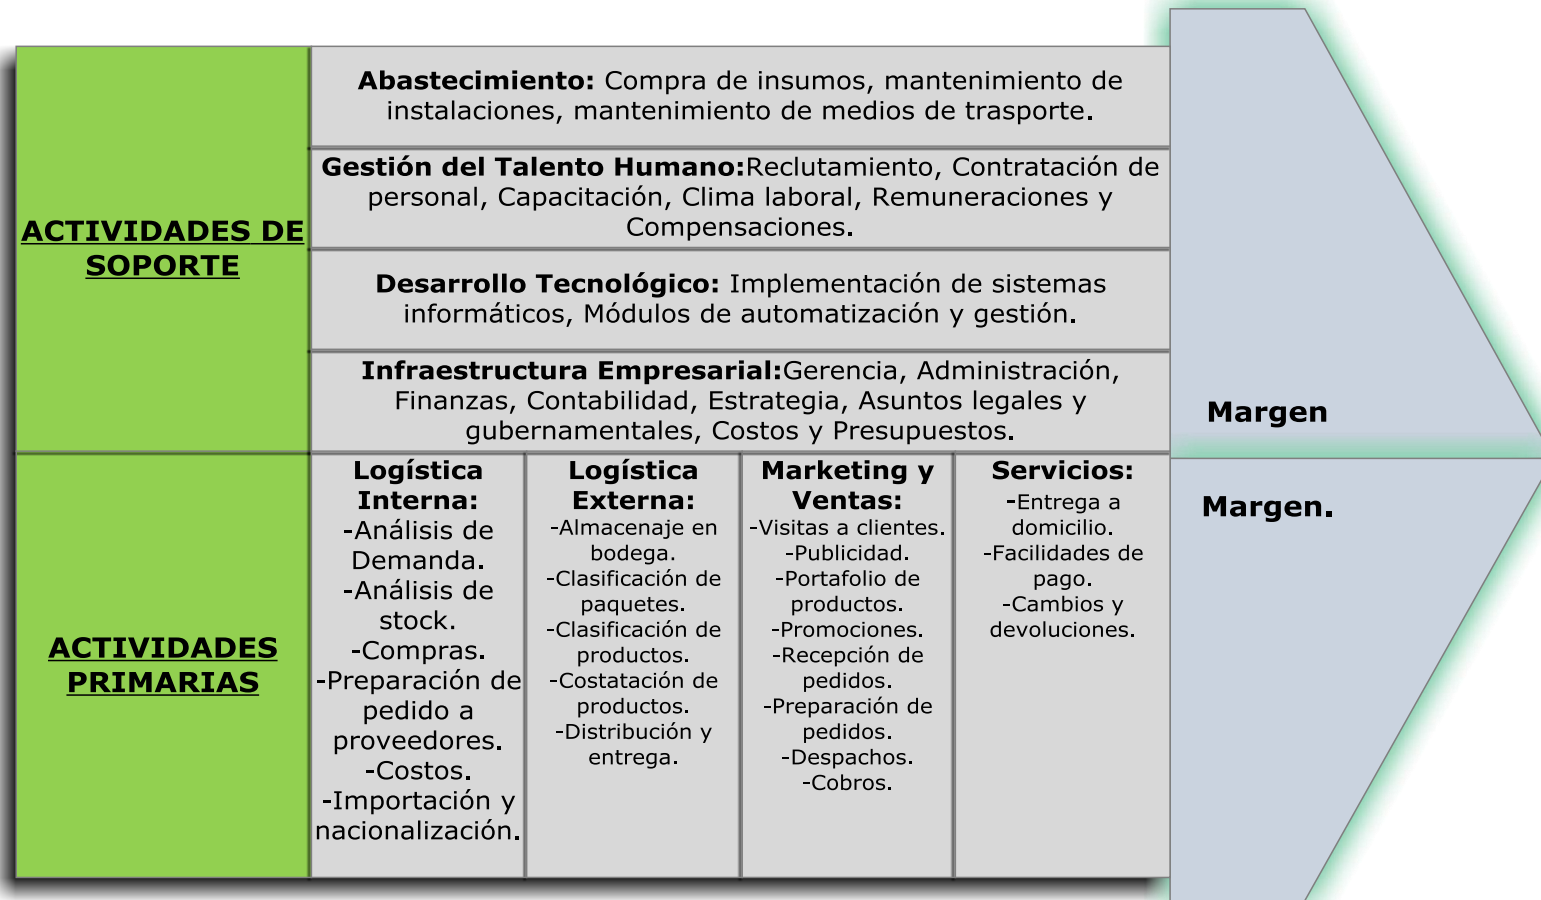 ACTIVIDADES DE
SOPORTE
Abastecimiento: Compra de insumos, mantenimiento de
instalaciones, mantenimiento de medios de trasporte.
Gestión del Talento Humano:Reclutamiento, Contratación de
personal, Capacitación, Clima laboral, Remuneraciones y
Compensaciones.
Desarrollo Tecnológico: Implementación de sistemas
informáticos, Módulos de automatización y gestión.
Infraestructura Empresarial:Gerencia, Administración,
Finanzas, Contabilidad, Estrategia, Asuntos legales y
gubernamentales, Costos y Presupuestos.
Margen
ACTIVIDADES
PRIMARIAS
Logística
Interna:
-Análisis de
Demanda.
-Análisis de
stock.
-Compras.
-Preparación de
pedido a
proveedores.
-Costos.
-Importación y
nacionalización.
Logística
Externa:
-Almacenaje en
bodega.
-Clasificación de
paquetes.
-Clasificación de
productos.
-Costatación de
productos.
-Distribución y
entrega.
Marketing y
Ventas:
-Visitas a clientes.
-Publicidad.
-Portafolio de
productos.
-Promociones.
-Recepción de
pedidos.
-Preparación de
pedidos.
-Despachos.
-Cobros.
Servicios:
-Entrega a
domicilio.
-Facilidades de
pago.
-Cambios y
devoluciones.
Margen.